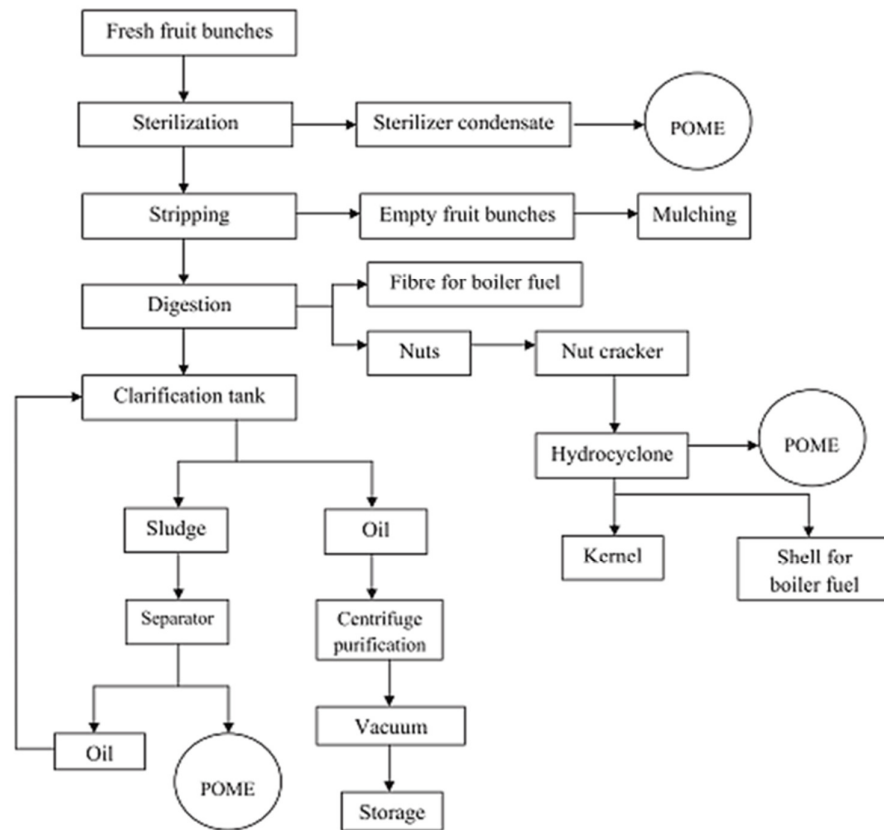 Fresh fruit bunches
Sterilization
Sterilizer condensate
POME
Stripping
Empty fruit bunches
Mulching
Digestion
Fibre for boiler fuel
Nuts
Nut cracker
Clarification tank
Hydrocyclone
POME
Sludge
Oil
Kernel
Shell for
boiler fuel
Separator
Centrifuge
purification
Oil
POME
Vacuum
Storage